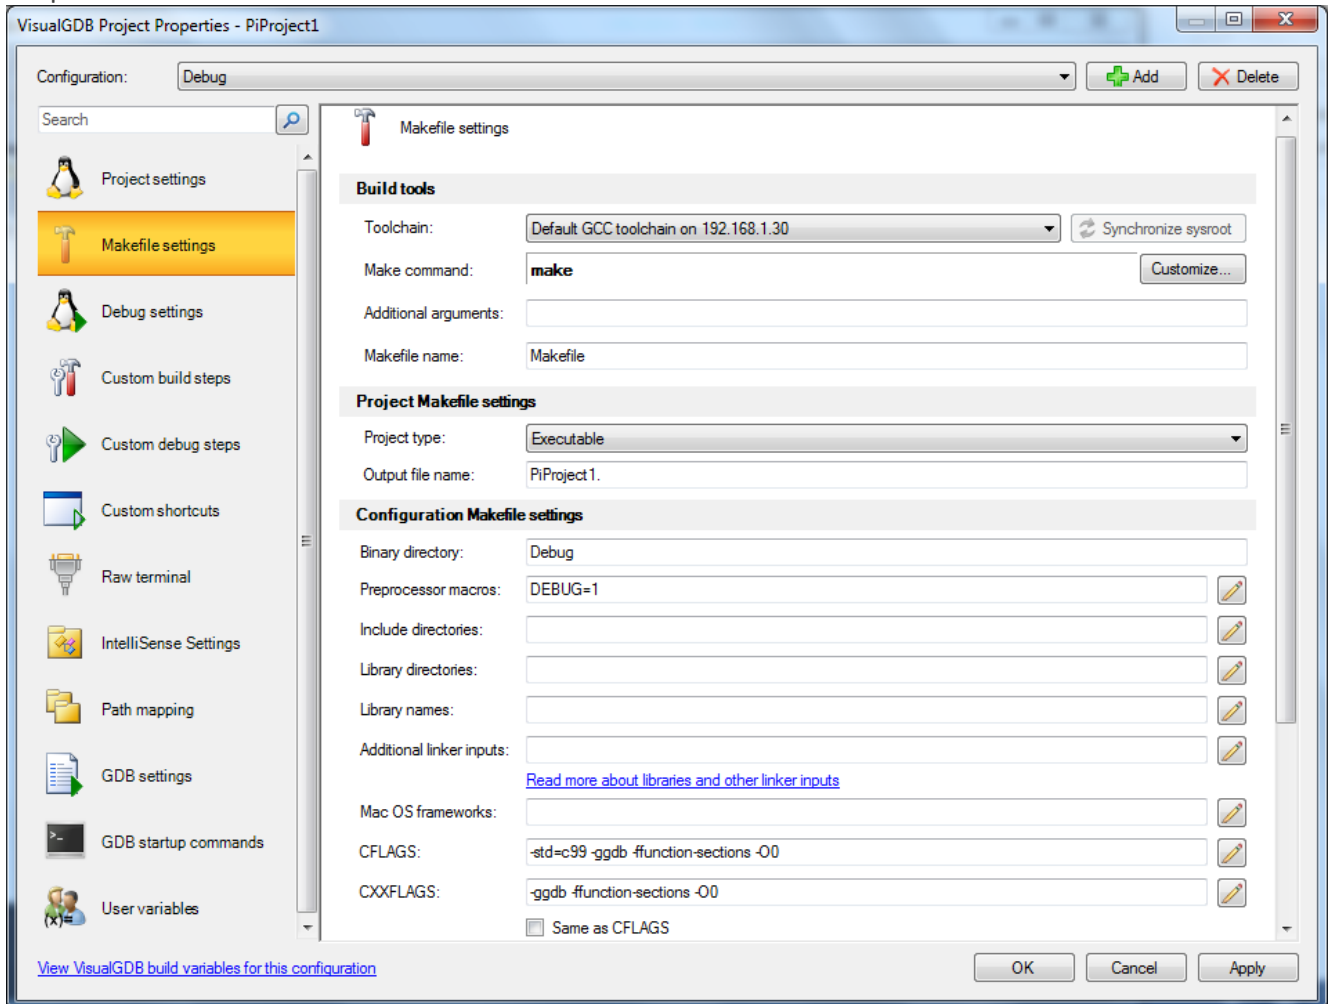 VisualGDB Project Properties - PiProject1
Configuration: Debug Add Delete
Search
Project settings
Makefile settings
Debug settings
Custom build steps
Custom debug steps
Custom shortcuts
Raw terminal
IntelliSense Settings
Path mapping
GDB settings
GDB startup commands
User variables
Makefile settings
Build tools
Toolchain: Default GCC toolchain on 192.168.1.30 Synchronize sysroot
Make command: make Customize...
Additional arguments:
Makefile name: Makefile
Project Makefile settings
Project type: Executable
Output file name: PiProject1.
Configuration Makefile settings
Binary directory: Debug
Preprocessor macros: DEBUG=1
Include directories:
Library directories:
Library names:
Additional linker inputs:
Read more about libraries and other linker inputs
Mac OS frameworks:
CFLAGS: -std=c99 -ggdb -ffunction-sections -O0
CXXFLAGS: -ggdb -ffunction-sections -O0
Same as CFLAGS
View VisualGDB build variables for this configuration
OK Cancel Apply